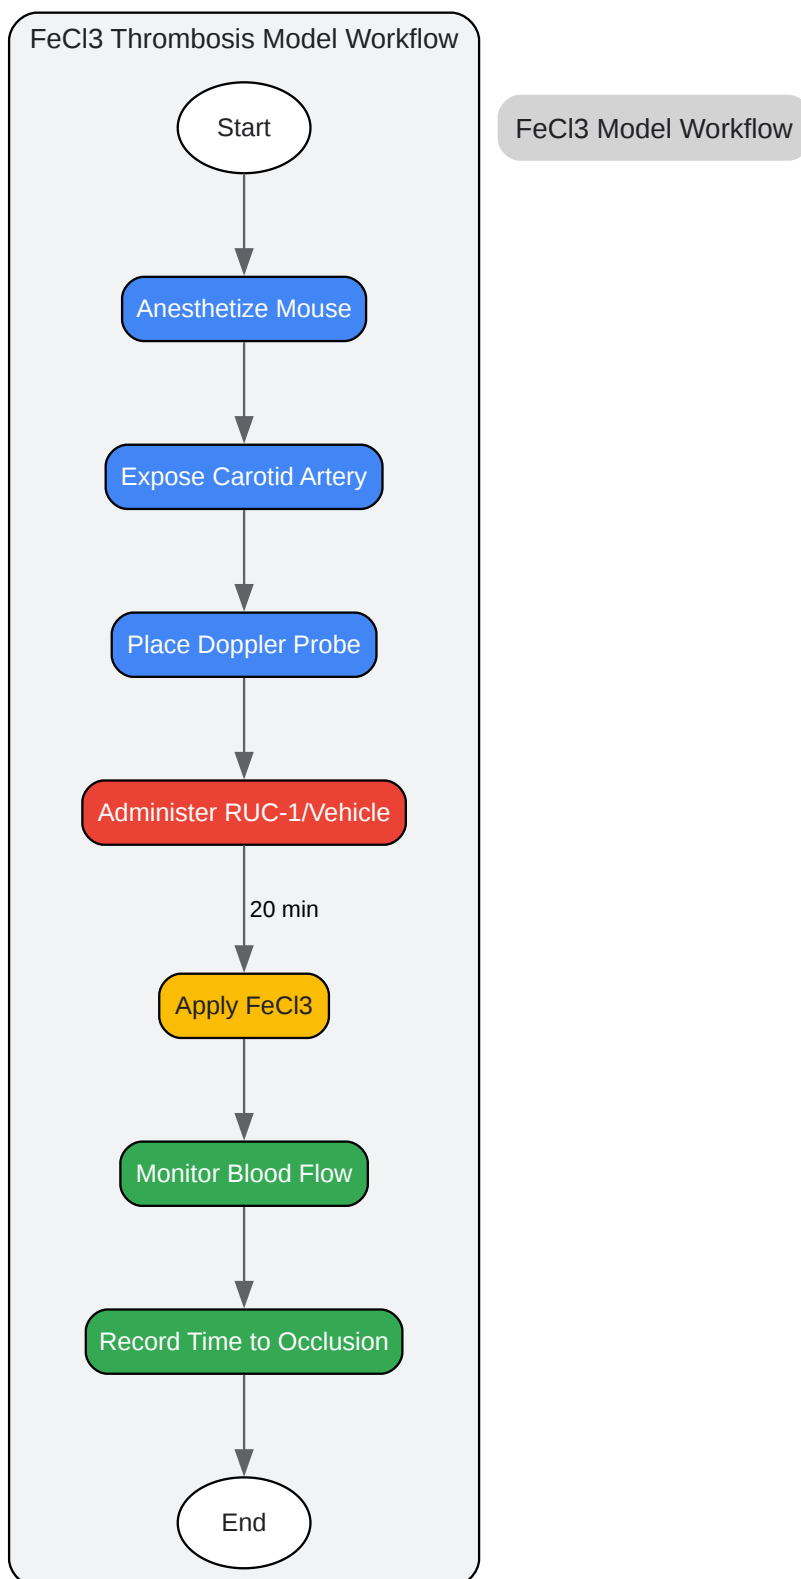 FeCl3 Thrombosis Model Workflow
Start
FeCl3 Model Workflow
Anesthetize Mouse
Expose Carotid Artery
Place Doppler Probe
Administer RUC-1/Vehicle
20 min
Apply FeCl3
Monitor Blood Flow
Record Time to Occlusion
End